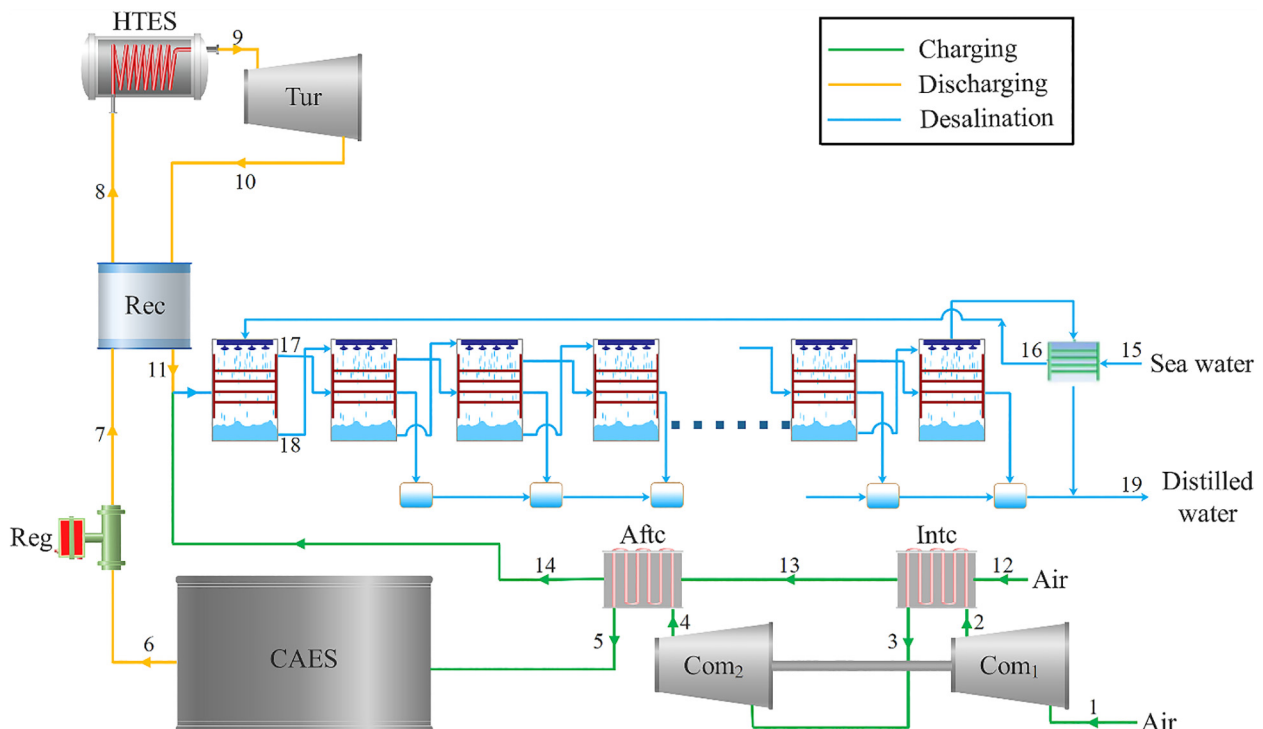 HTES
9
Tur
Charging
Discharging
Desalination
8
10
Rec
11
17
16
15
Sea water
7
18
19
Distilled
water
Reg
Aftc
Intc
14
13
12
Air
6
5
4
3
2
CAES
Com₂
Com₁
1
Air